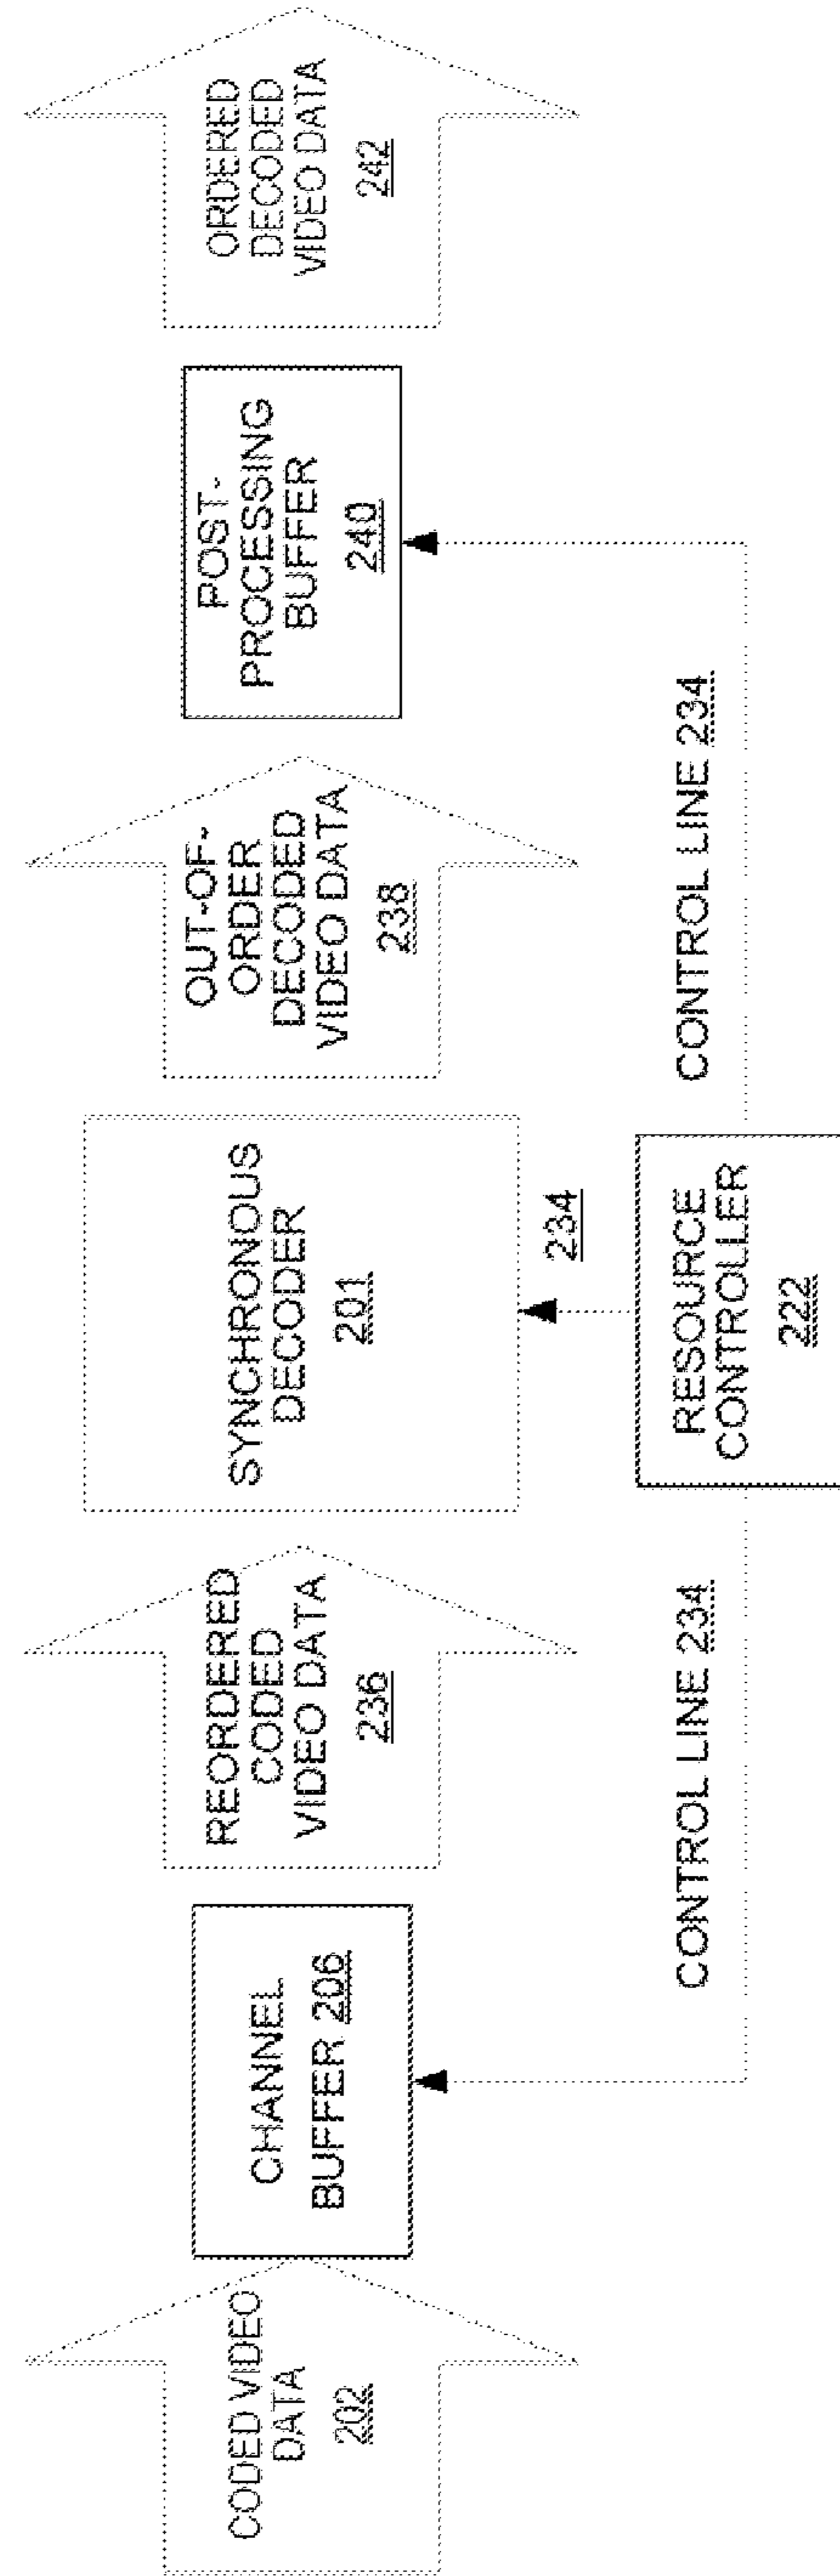 CODED VIDEO
DATA
202
CHANNEL
BUFFER 206
REORDERED
CODED
VIDEO DATA
236
SYNCHRONOUS
DECODER
201
OUT-OF-
ORDER
DECODED
VIDEO DATA
238
POST-
PROCESSING
BUFFER
240
ORDERED
DECODED
VIDEO DATA
242
CONTROL LINE 234
234
RESOURCE
CONTROLLER
222
CONTROL LINE 234